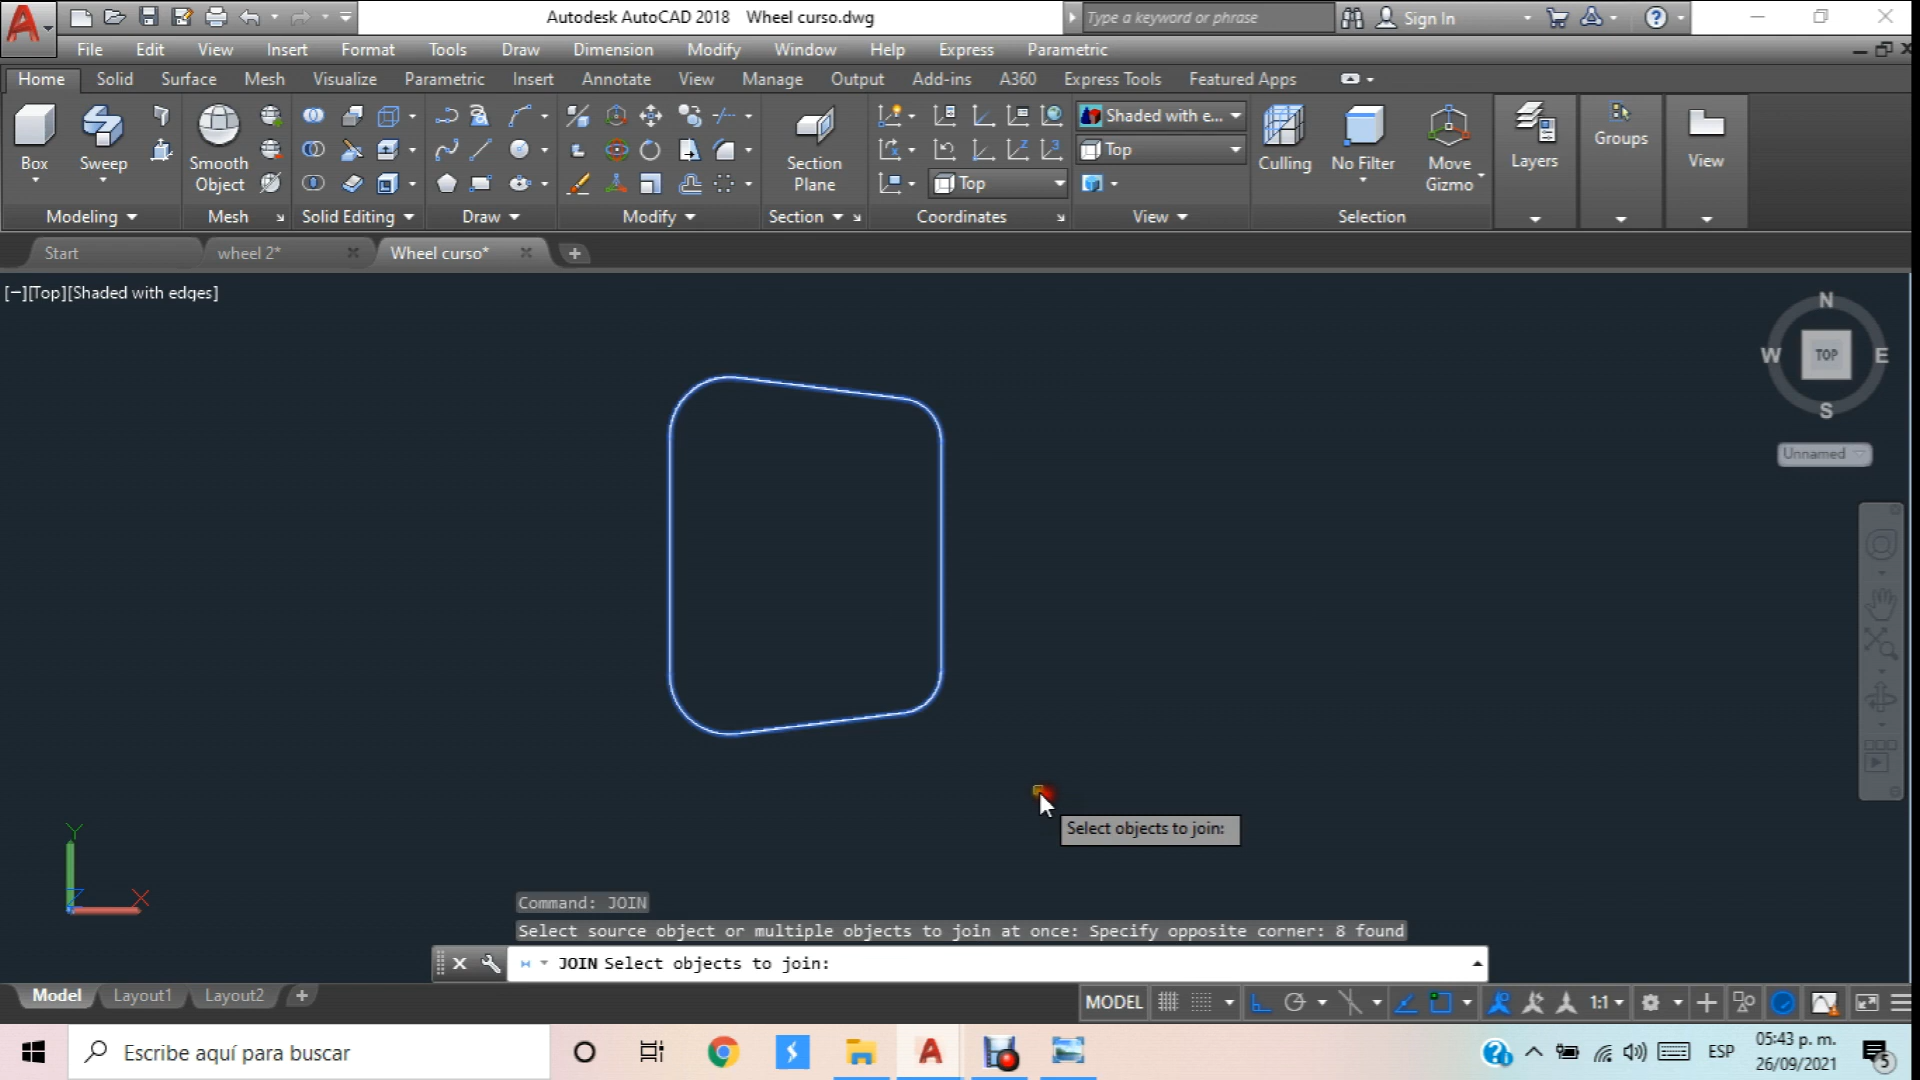 Autodesk AutoCAD 2018 Wheel curso.dwg
Type a keyword or phrase
Sign In
File Edit View Insert Format Tools Draw Dimension Modify Window Help Express Parametric
Home Solid Surface Mesh Visualize Parametric Insert Annotate View Manage Output Add-ins A360 Express Tools Featured Apps
Box
Sweep
Smooth
Object
Section
Plane
Shaded with e...
Top
Top
Culling
No Filter
Move
Gizmo
Layers
Groups
View
Modeling Mesh Solid Editing Draw Modify Section Coordinates View Selection
Start wheel 2* Wheel curso*
[−][Top][Shaded with edges]
N
W TOP E
S
Unnamed
Select objects to join:
Y
Z X
Command: JOIN
Select source object or multiple objects to join at once: Specify opposite corner: 8 found
JOIN Select objects to join:
Model Layout1 Layout2
MODEL 1:1
Escribe aquí para buscar
ESP
05:43 p. m.
26/09/2021
5